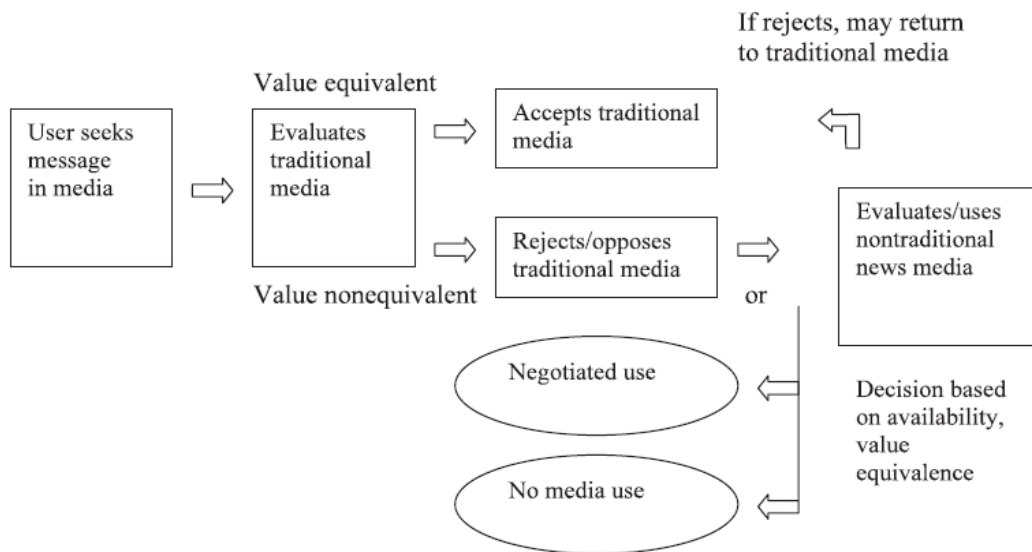 If rejects, may return
to traditional media
Value equivalent
User seeks
message
in media
Evaluates
traditional
media
Accepts traditional
media
Rejects/opposes
traditional media
Value nonequivalent
or
Evaluates/uses
nontraditional
news media
Negotiated use
No media use
Decision based
on availability,
value
equivalence